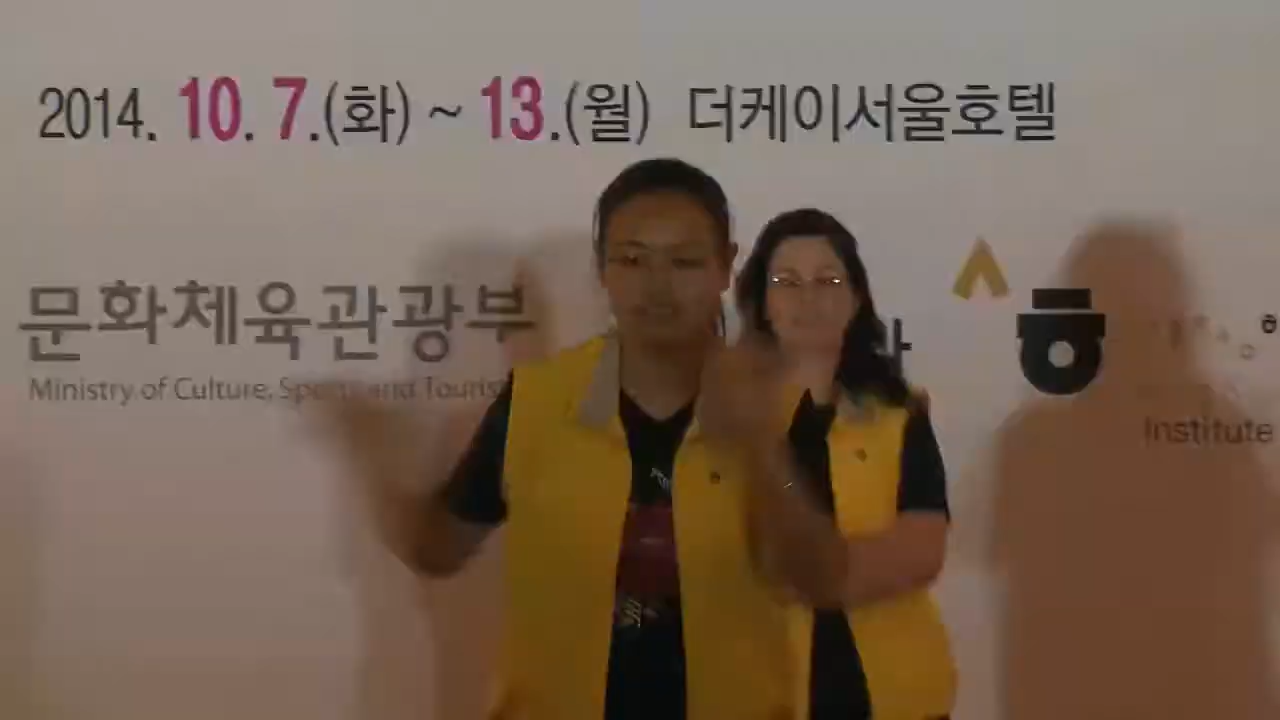 2014. 10. 7.(화) ~ 13.(월) 더케이서울호텔
문화체육관광부
Ministry of Culture, Sports and Touris
Institute